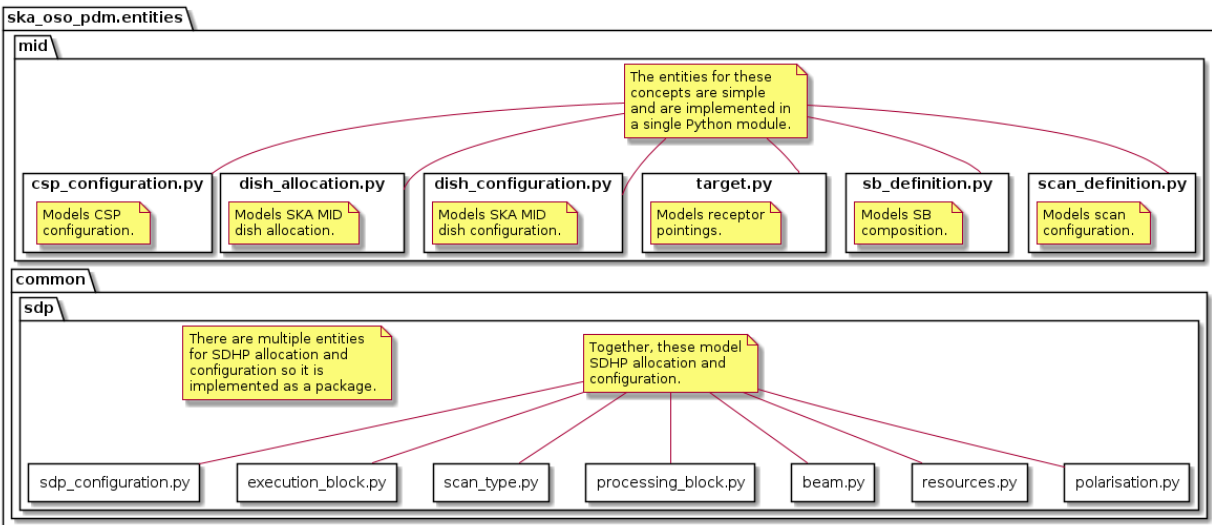 ska_oso_pdm.entities
mid
The entities for these
concepts are simple
and are implemented in
a single Python module.
csp_configuration.py
Models CSP
configuration.
dish_allocation.py
Models SKA MID
dish allocation.
dish_configuration.py
Models SKA MID
dish configuration.
target.py
Models receptor
pointings.
sb_definition.py
Models SB
composition.
scan_definition.py
Models scan
configuration.
common
sdp
There are multiple entities
for SDHP allocation and
configuration so it is
implemented as a package.
Together, these model
SDHP allocation and
configuration.
sdp_configuration.py
execution_block.py
scan_type.py
processing_block.py
beam.py
resources.py
polarisation.py